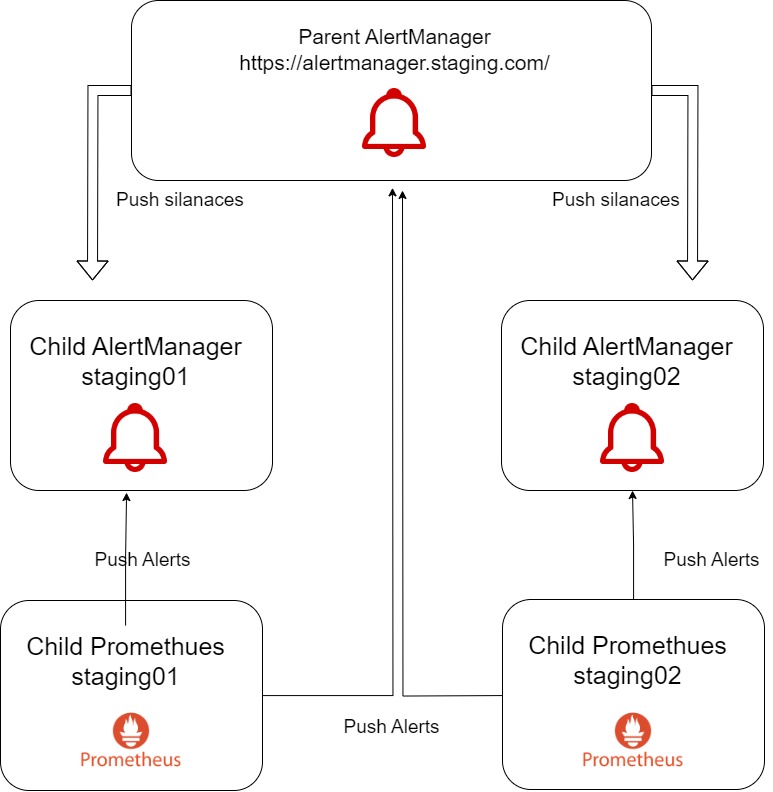 Parent AlertManager
https://alertmanager.staging.com/
Push silanaces
Push silanaces
Child AlertManager
staging01
Child AlertManager
staging02
Push Alerts
Push Alerts
Child Promethues
staging01
Prometheus
Child Promethues
staging02
Prometheus
Push Alerts